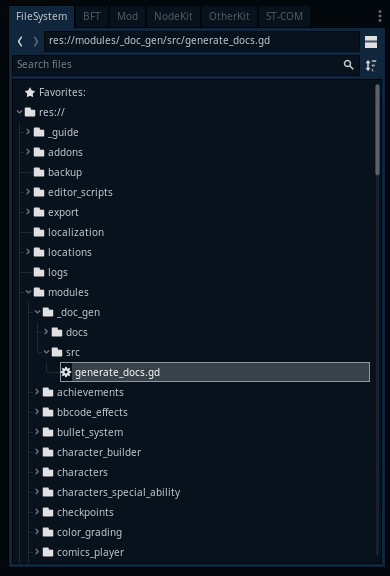 FileSystem BFT Mod NodeKit OtherKit ST-COM
res://modules/_doc_gen/src/generate_docs.gd
Search files
Favorites:
res://
_guide
addons
backup
editor_scripts
export
localization
locations
logs
modules
_doc_gen
docs
src
generate_docs.gd
achievements
bbcode_effects
bullet_system
character_builder
characters
characters_special_ability
checkpoints
color_grading
comics_player